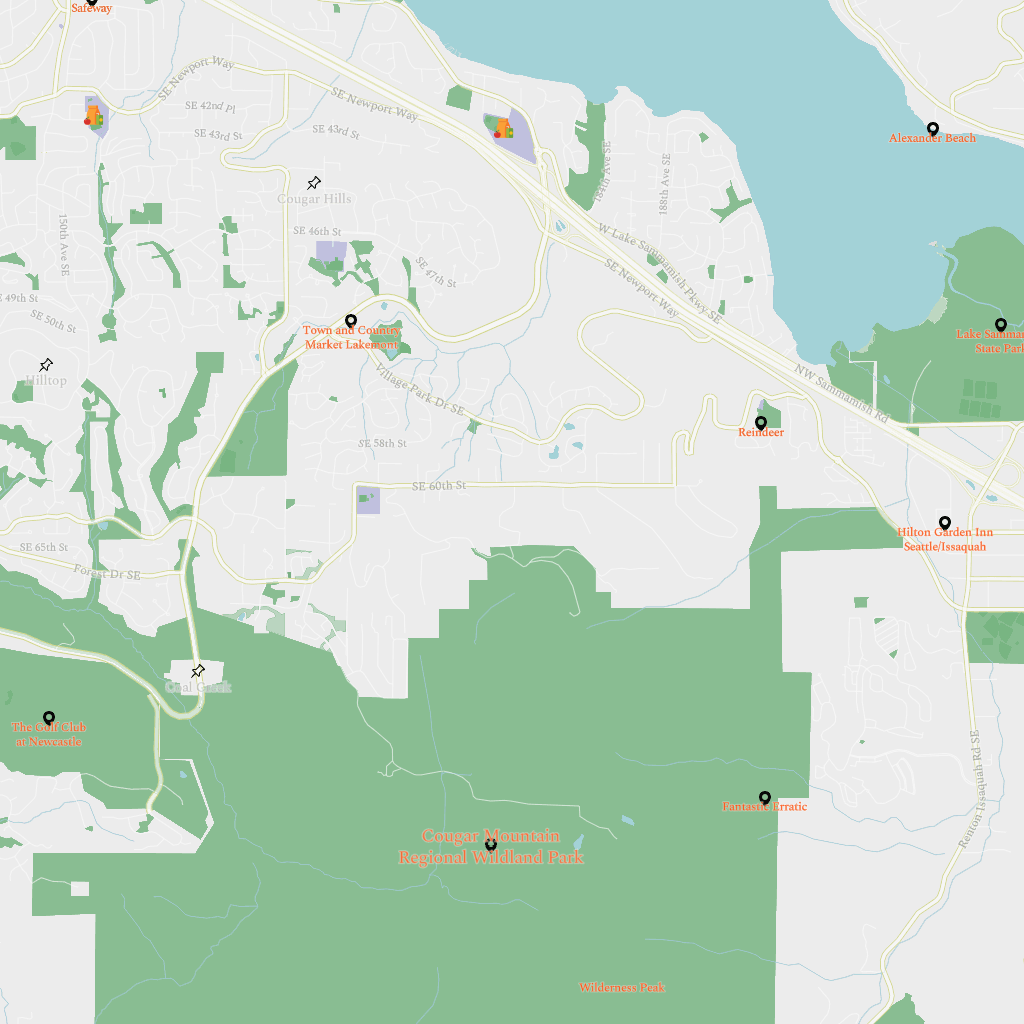 Safeway
SE Newport Way
SE Newport Way
SE 42nd Pl
SE 43rd St
SE 43rd St
Alexander Beach
184th Ave SE
188th Ave SE
Cougar Hills
150th Ave SE
SE 46th St
W Lake Sammamish Pkwy SE
SE 47th St
SE Newport Way
SE 49th St
SE 50th St
Town and Country
Market Lakemont
Lake Sammam
State Park
Hilltop
Village Park Dr SE
NW Sammamish Rd
Reindeer
SE 58th St
SE 60th St
Hilton Garden Inn
Seattle/Issaquah
SE 65th St
Forest Dr SE
Coal Creek
The Golf Club
at Newcastle
Renton Issaquah Rd SE
Fantastic Erratic
Cougar Mountain
Regional Wildland Park
Wilderness Peak